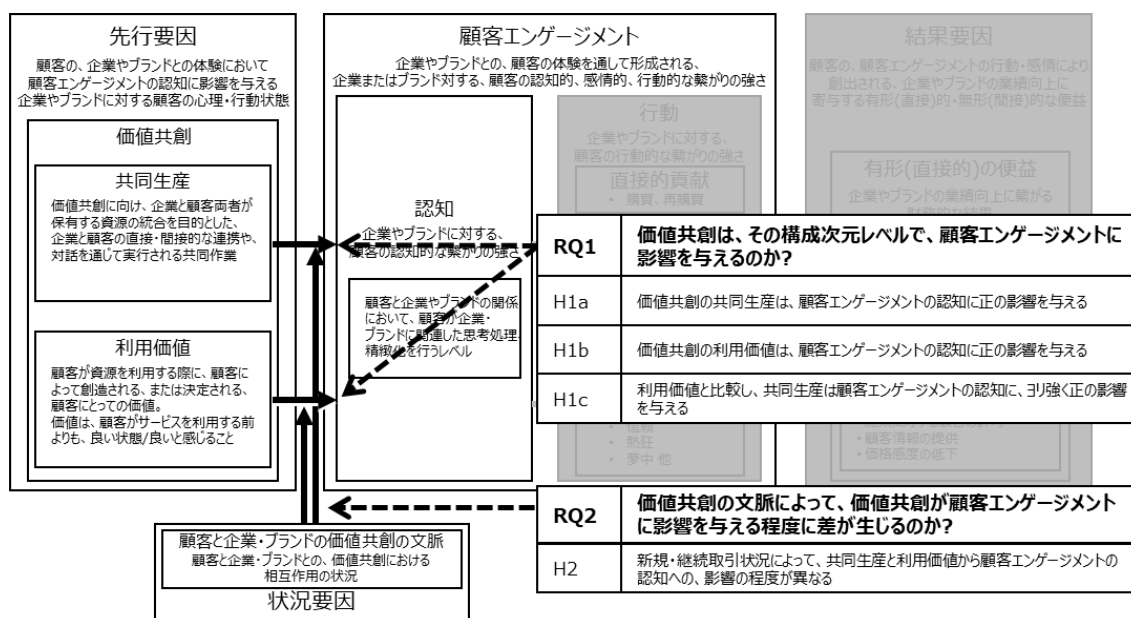 先行要因
顧客の、企業やブランドとの体験において
顧客エンゲージメントの認知に影響を与える
企業やブランドに対する顧客の心理・行動状態
価値共創
共同生産
価値共創に向け、企業と顧客両者が
保有する資源の統合を目的とした、
企業と顧客の直接・間接的な連携や、
対話を通じて実行される共同作業
利用価値
顧客が資源を利用する際に、顧客に
よって創造される、または決定される、
顧客にとっての価値。
価値は、顧客がサービスを利用する前
よりも、良い状態/良いと感じること
顧客エンゲージメント
企業やブランドとの、顧客の体験を通して形成される、
企業またはブランド対する、顧客の認知的、感情的、行動的な繋がりの強さ
認知
企業やブランドに対する、
顧客の認知的な繋がりの強さ
顧客と企業やブランドの関係
において、顧客が企業・
ブランドに関連した思考処理、
精緻化を行うレベル
行動
企業やブランドに対する、
顧客の行動的な繋がりの強さ
直接的貢献
・ 購買、再購買
・ 熱狂
・ 夢中 他
結果要因
顧客の、顧客エンゲージメントの行動・感情により
創出される、企業やブランドの業績向上に
寄与する有形(直接)的・無形(間接)的な便益
有形(直接的)の便益
企業やブランドの業績向上に繋がる
財務的な結果
・顧客情報の提供
・価格感度の低下
RQ1 価値共創は、その構成次元レベルで、顧客エンゲージメントに
影響を与えるのか?
H1a 価値共創の共同生産は、顧客エンゲージメントの認知に正の影響を与える
H1b 価値共創の利用価値は、顧客エンゲージメントの認知に正の影響を与える
H1c 利用価値と比較し、共同生産は顧客エンゲージメントの認知に、ヨリ強く正の影響
を与える
RQ2 価値共創の文脈によって、価値共創が顧客エンゲージメント
に影響を与える程度に差が生じるのか?
H2 新規・継続取引状況によって、共同生産と利用価値から顧客エンゲージメントの
認知への、影響の程度が異なる
顧客と企業・ブランドの価値共創の文脈
顧客と企業・ブランドとの、価値共創における
相互作用の状況
状況要因